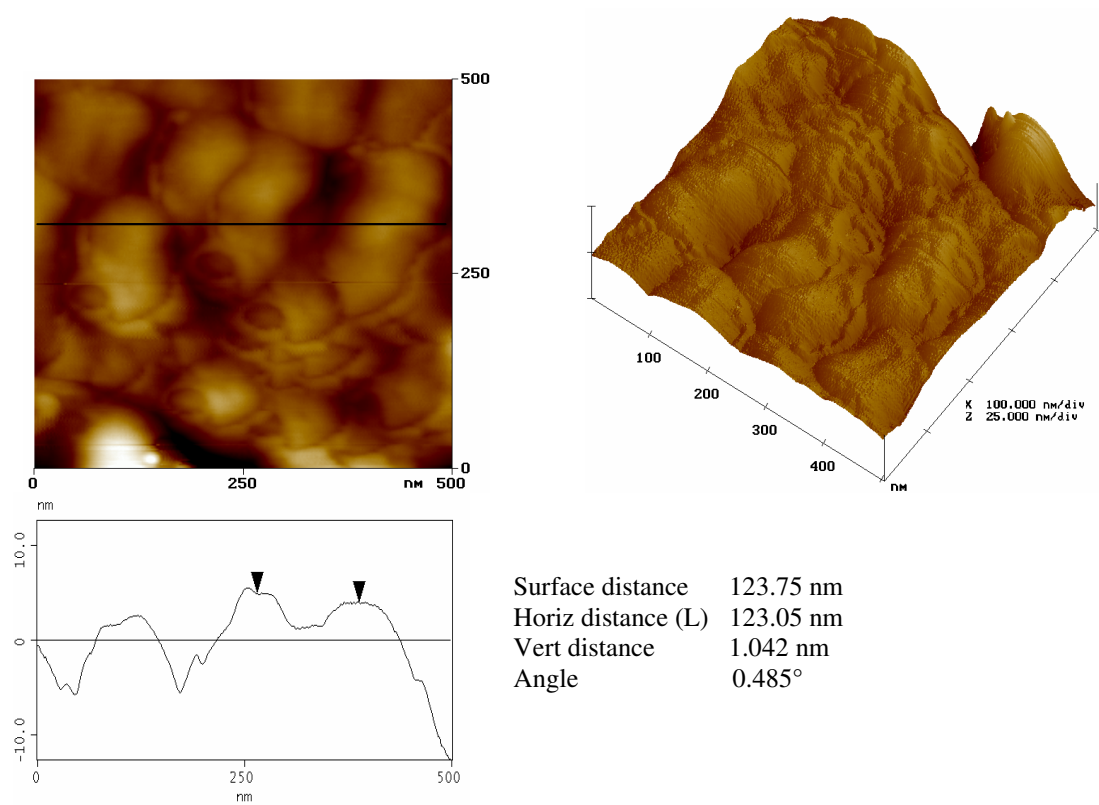 500
250
0
0
250
nm
500
100
200
300
400
nm
X 100.000 nm/div
Z 25.000 nm/div
nm
10.0
0
-10.0
0
250
500
nm
Surface distance 123.75 nm
Horiz distance (L) 123.05 nm
Vert distance 1.042 nm
Angle 0.485°